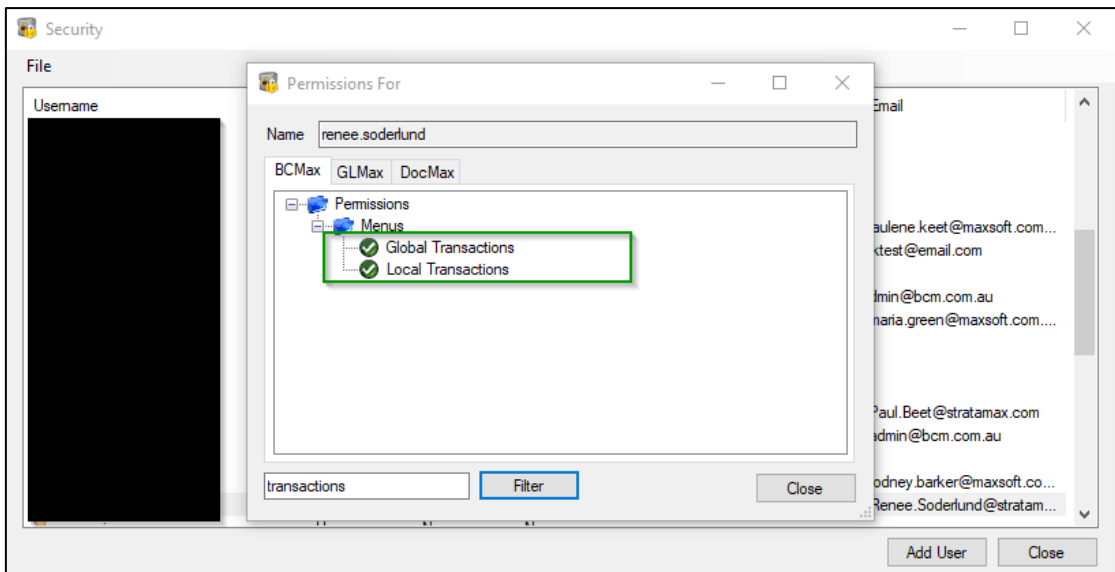 Security
File
Permissions For
Username
Email
Name renee.soderlund
BCMax GLMax DocMax
Permissions
Menus
Global Transactions
Local Transactions
aulene.keet@maxsoft.com...
ktest@email.com
lmin@bcm.com.au
naria.green@maxsoft.com....
Paul.Beet@stratamax.com
admin@bcm.com.au
odney.barker@maxsoft.co...
Renee.Soderlund@stratam...
transactions Filter Close
Add User Close